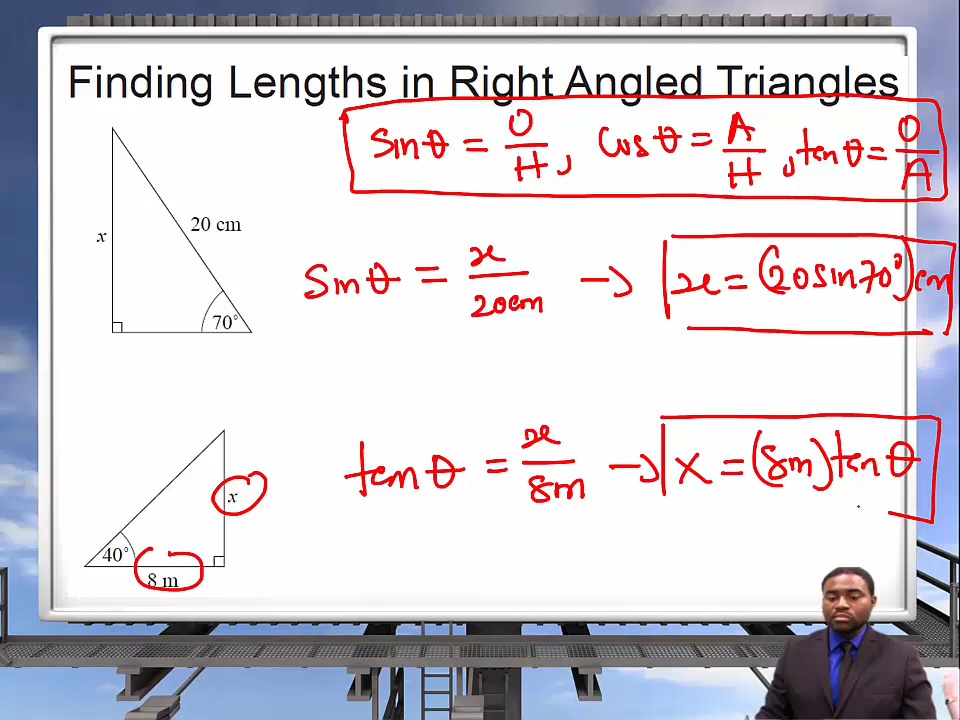 Finding Lengths in Right Angled Triangles
sinθ = O/H, cosθ = A/H, tanθ = O/A
x
20 cm
70°
sinθ = x/20cm → x = (20sin70°)cm
tanθ = x/8m → x = (8m)tanθ
x
40°
8 m